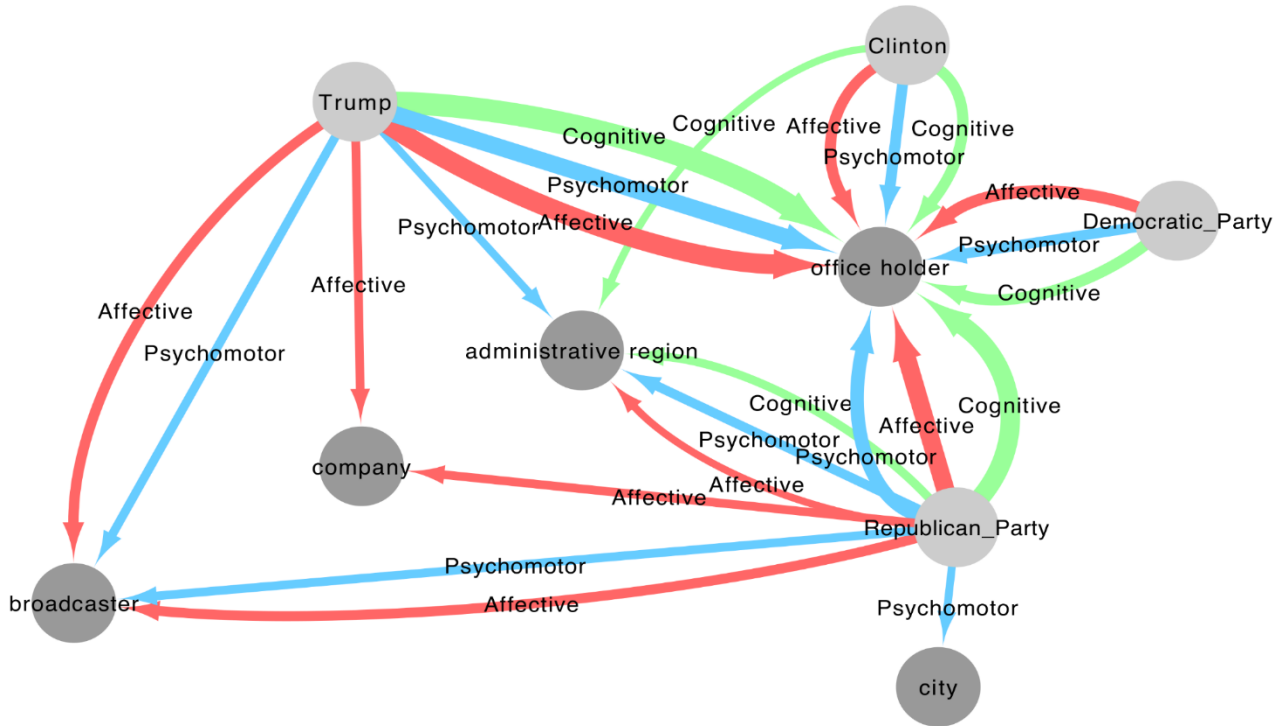 Clinton
Trump
Cognitive
Affective
Cognitive
Cognitive
Psychomotor
Psychomotor
Affective
Affective
Democratic_Party
Psychomotor
Psychomotor
office holder
Affective
Cognitive
Affective
Psychomotor
administrative region
Cognitive
Cognitive
Affective
Psychomotor
Psychomotor
company
Affective
Affective
Republican_Party
Psychomotor
broadcaster
Affective
Psychomotor
city